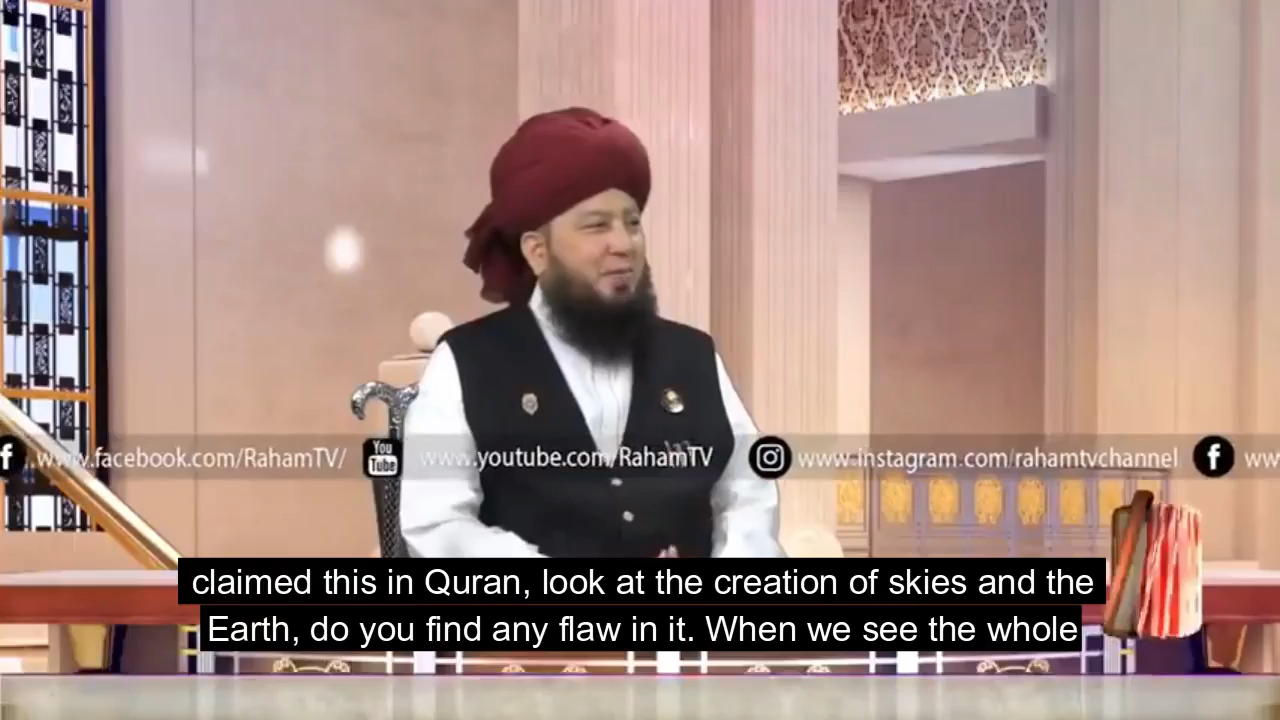 f www.facebook.com/RahamTV/ You Tube www.youtube.com/RahamTV www.instagram.com/rahamtvchannel f ww
claimed this in Quran, look at the creation of skies and the
Earth, do you find any flaw in it. When we see the whole